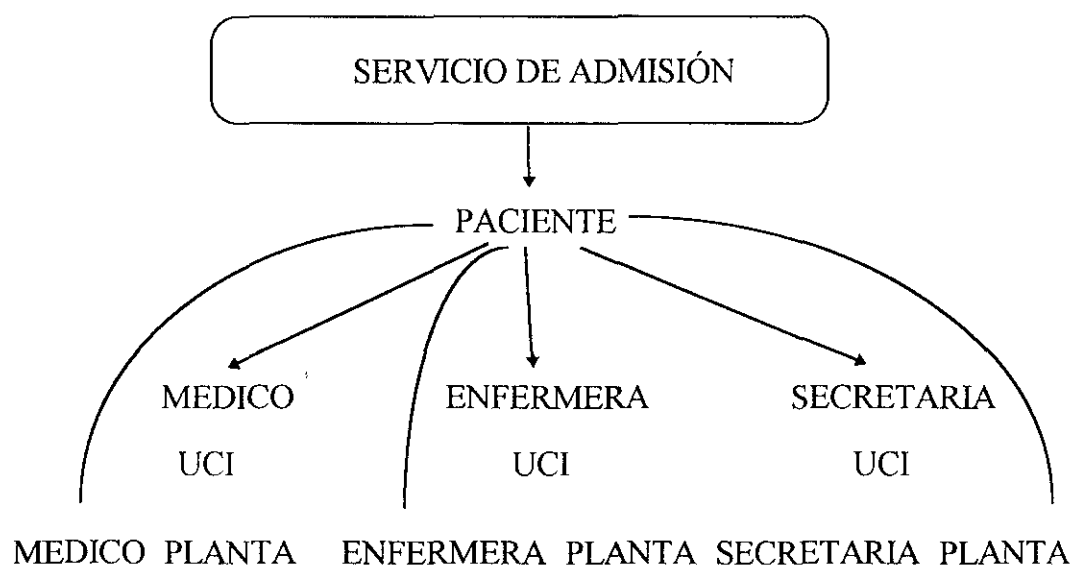 SERVICIO DE ADMISIÓN
PACIENTE
MEDICO ENFERMERA SECRETARIA
UCI UCI UCI
MEDICO PLANTA ENFERMERA PLANTA SECRETARIA PLANTA